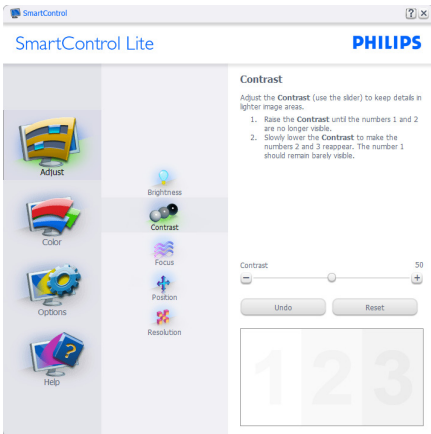 SmartControl
SmartControl Lite
PHILIPS
Adjust
Color
Options
Help
Brightness
Contrast
Focus
Position
Resolution
Contrast
Adjust the Contrast (use the slider) to keep details in
lighter image areas.
1. Raise the Contrast until the numbers 1 and 2
are no longer visible.
2. Slowly lower the Contrast to make the
numbers 2 and 3 reappear. The number 1
should remain barely visible.
Contrast 50
Undo Reset
1 2 3